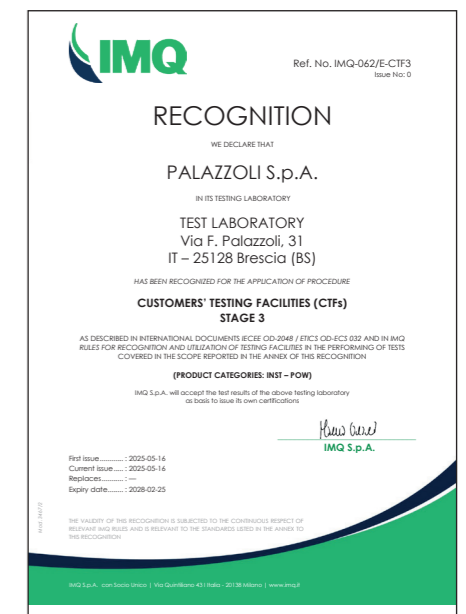 IMQ
Ref. No. IMQ-062/E-CTF3
Issue No: 0
RECOGNITION
WE DECLARE THAT
PALAZZOLI S.p.A.
IN ITS TESTING LABORATORY
TEST LABORATORY
Via F. Palazzoli, 31
IT – 25128 Brescia (BS)
HAS BEEN RECOGNIZED FOR THE APPLICATION OF PROCEDURE
CUSTOMERS' TESTING FACILITIES (CTFs)
STAGE 3
AS DESCRIBED IN INTERNATIONAL DOCUMENTS IECEE OD-2048 / ETICS OD-ECS 032 AND IN IMQ
RULES FOR RECOGNITION AND UTILIZATION OF TESTING FACILITIES IN THE PERFORMING OF TESTS
COVERED IN THE SCOPE REPORTED IN THE ANNEX OF THIS RECOGNITION
(PRODUCT CATEGORIES: INST – POW)
IMQ S.p.A. will accept the test results of the above testing laboratory
as basis to issue its own certifications
IMQ S.p.A.
First issue............ : 2025-05-16
Current issue..... : 2025-05-16
Replaces........... : —
Expiry date........ : 2028-02-25
THE VALIDITY OF THIS RECOGNITION IS SUBJECTED TO THE CONTINUOUS RESPECT OF
RELEVANT IMQ RULES AND IS RELEVANT TO THE STANDARDS LISTED IN THE ANNEX TO
THIS RECOGNITION
IMQ S.p.A. con Socio Unico | Via Quintiliano 43 I Italia - 20138 Milano | www.imq.it